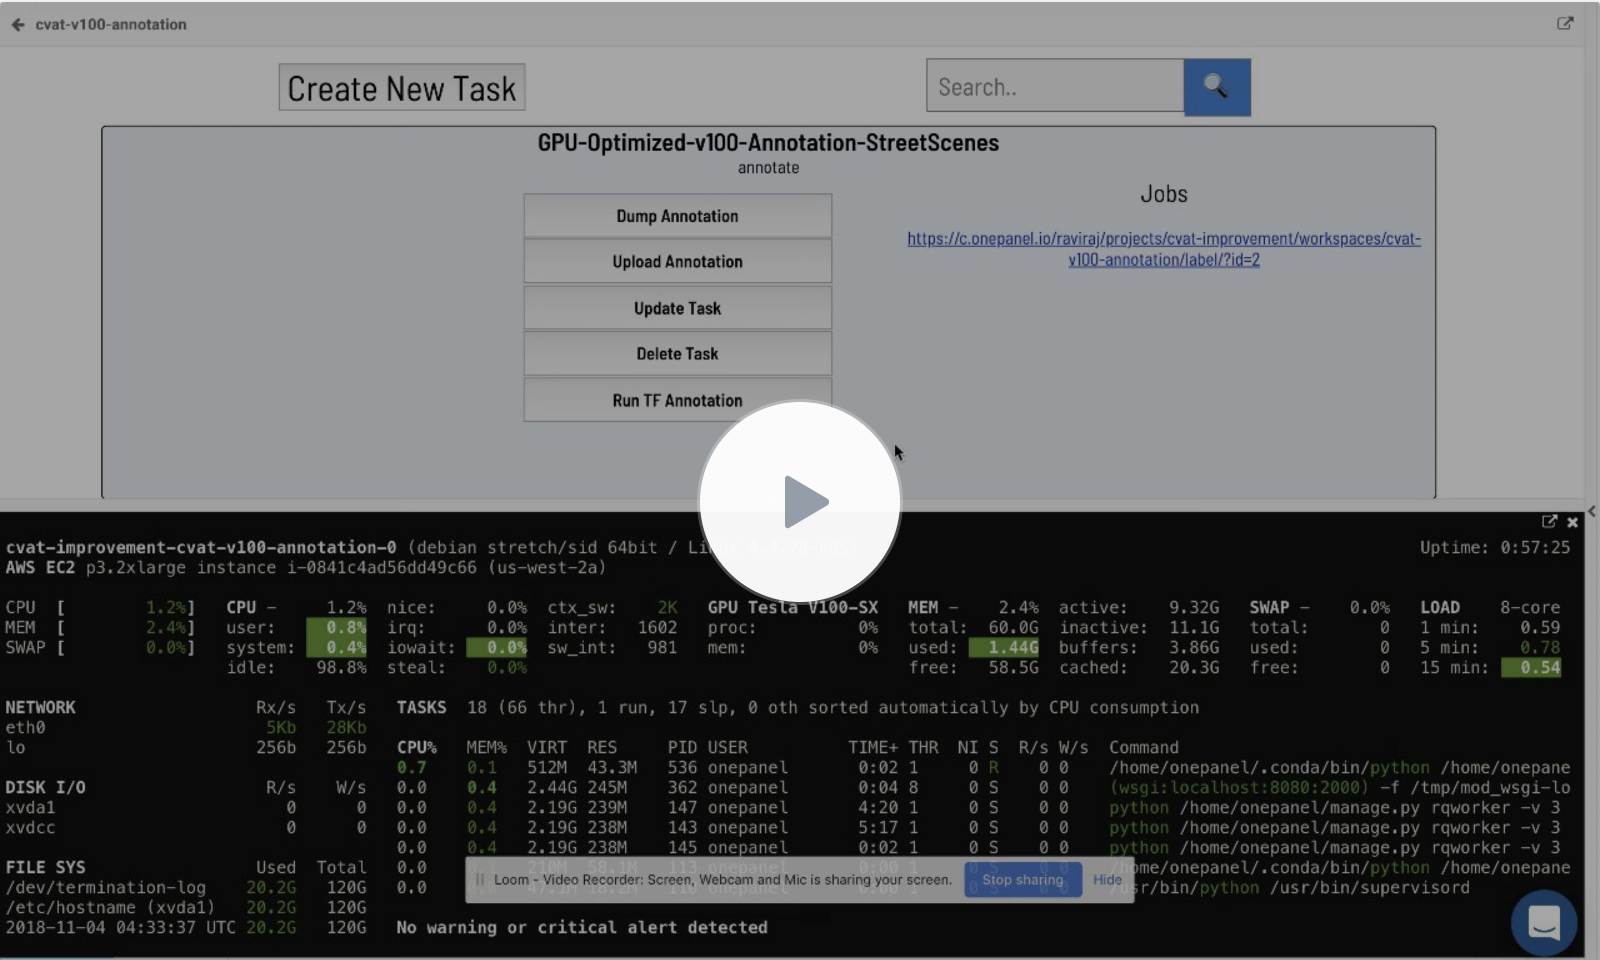 cvat-v100-annotation
Create New Task
Search..
GPU-Optimized-v100-Annotation-StreetScenes
annotate
Dump Annotation
Upload Annotation
Update Task
Delete Task
Run TF Annotation
Jobs
https://c.onepanel.io/raviraj/projects/cvat-improvement/workspaces/cvat-
v100-annotation/label/?id=2
cvat-improvement-cvat-v100-annotation-0 (debian stretch/sid 64bit / Uptime: 0:57:25
AWS EC2 p3.2xlarge instance i-0841c4ad56dd49c66 (us-west-2a)
CPU [ 1.2%] CPU - 1.2% nice: 0.0% ctx_sw: 2K GPU Tesla V100-SX MEM - 2.4% active: 9.32G SWAP - 0.0% LOAD 8-core
MEM [ 2.4%] user: 0.8% irq: 0.0% inter: 1602 proc: 0% total: 60.0G inactive: 11.1G total: 0 1 min: 0.59
SWAP [ 0.0%] system: 0.4% iowait: 0.0% sw_int: 981 mem: 0% used: 1.44G buffers: 3.86G used: 0 5 min: 0.78
idle: 98.8% steal: 0.0% free: 58.5G cached: 20.3G free: 0 15 min: 0.54
NETWORK Rx/s Tx/s TASKS 18 (66 thr), 1 run, 17 slp, 0 oth sorted automatically by CPU consumption
eth0 5Kb 28Kb
lo 256b 256b CPU% MEM% VIRT RES PID USER TIME+ THR NI S R/s W/s Command
0.7 0.1 512M 43.3M 536 onepanel 0:02 1 0 R 0 0 /home/onepanel/.conda/bin/python /home/onepane
DISK I/O R/s W/s 0.0 0.4 2.44G 245M 362 onepanel 0:04 8 0 S 0 0 (wsgi:localhost:8080:2000) -f /tmp/mod_wsgi-lo
xvda1 0 0 0.0 0.4 2.19G 239M 147 onepanel 4:20 1 0 S 0 0 python /home/onepanel/manage.py rqworker -v 3
xvdcc 0 0 0.0 0.4 2.19G 238M 143 onepanel 5:17 1 0 S 0 0 python /home/onepanel/manage.py rqworker -v 3
0.0 0.4 2.19G 238M 145 onepanel 0:02 1 0 S 0 0 python /home/onepanel/manage.py rqworker -v 3
FILE SYS Used Total 0.0 /home/onepanel/.conda/bin/python /home/onepane
/dev/termination-log 20.2G 120G 0.0 /usr/bin/python /usr/bin/supervisord
Loom - Video Recorder: Screen, Webcam and Mic is sharing your screen. Stop sharing Hide
/etc/hostname (xvda1) 20.2G 120G
2018-11-04 04:33:37 UTC 20.2G 120G No warning or critical alert detected